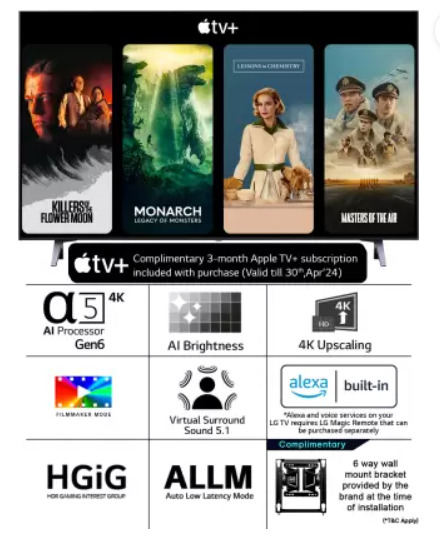 tv+
LESSONS in CHEMISTRY
KILLERS OF THE
FLOWER MOON
MONARCH
LEGACY OF MONSTERS
MASTERS OF THE AIR
tv+
Complimentary 3-month Apple TV+ subscription
included with purchase (Valid till 30th,Apr'24)
α5 4K
AI Processor
Gen6
AI Brightness
4K
HD
4K Upscaling
FILMMAKER MODE
Virtual Surround
Sound 5.1
alexa | built-in
*Alexa and voice services on your
LG TV requires LG Magic Remote that can
be purchased separately
HGiG
HDR GAMING INTEREST GROUP
ALLM
Auto Low Latency Mode
Complimentary
6 way wall
mount bracket
provided by the
brand at the time
of installation
(*T&C Apply)